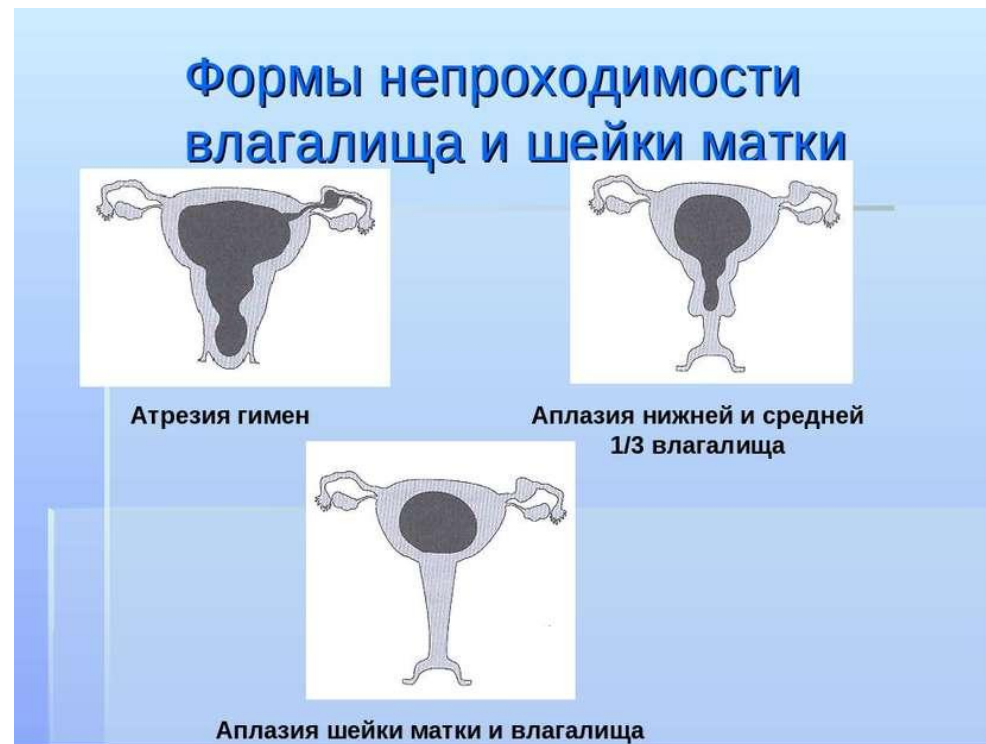 Формы непроходимости
влагалища и шейки матки
Атрезия гимен
Аплазия нижней и средней
1/3 влагалища
Аплазия шейки матки и влагалища